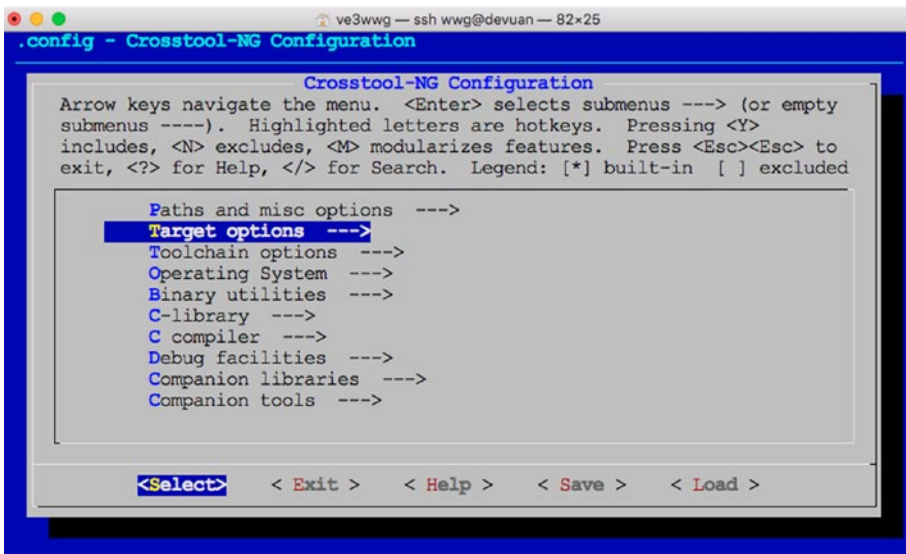 ve3wwg — ssh wwg@devuan — 82×25
.config - Crosstool-NG Configuration
Crosstool-NG Configuration
Arrow keys navigate the menu. <Enter> selects submenus ---> (or empty
submenus ----). Highlighted letters are hotkeys. Pressing <Y>
includes, <N> excludes, <M> modularizes features. Press <Esc><Esc> to
exit, <?> for Help, </> for Search. Legend: [*] built-in [ ] excluded
Paths and misc options --->
Target options --->
Toolchain options --->
Operating System --->
Binary utilities --->
C-library --->
C compiler --->
Debug facilities --->
Companion libraries --->
Companion tools --->
<Select> < Exit > < Help > < Save > < Load >